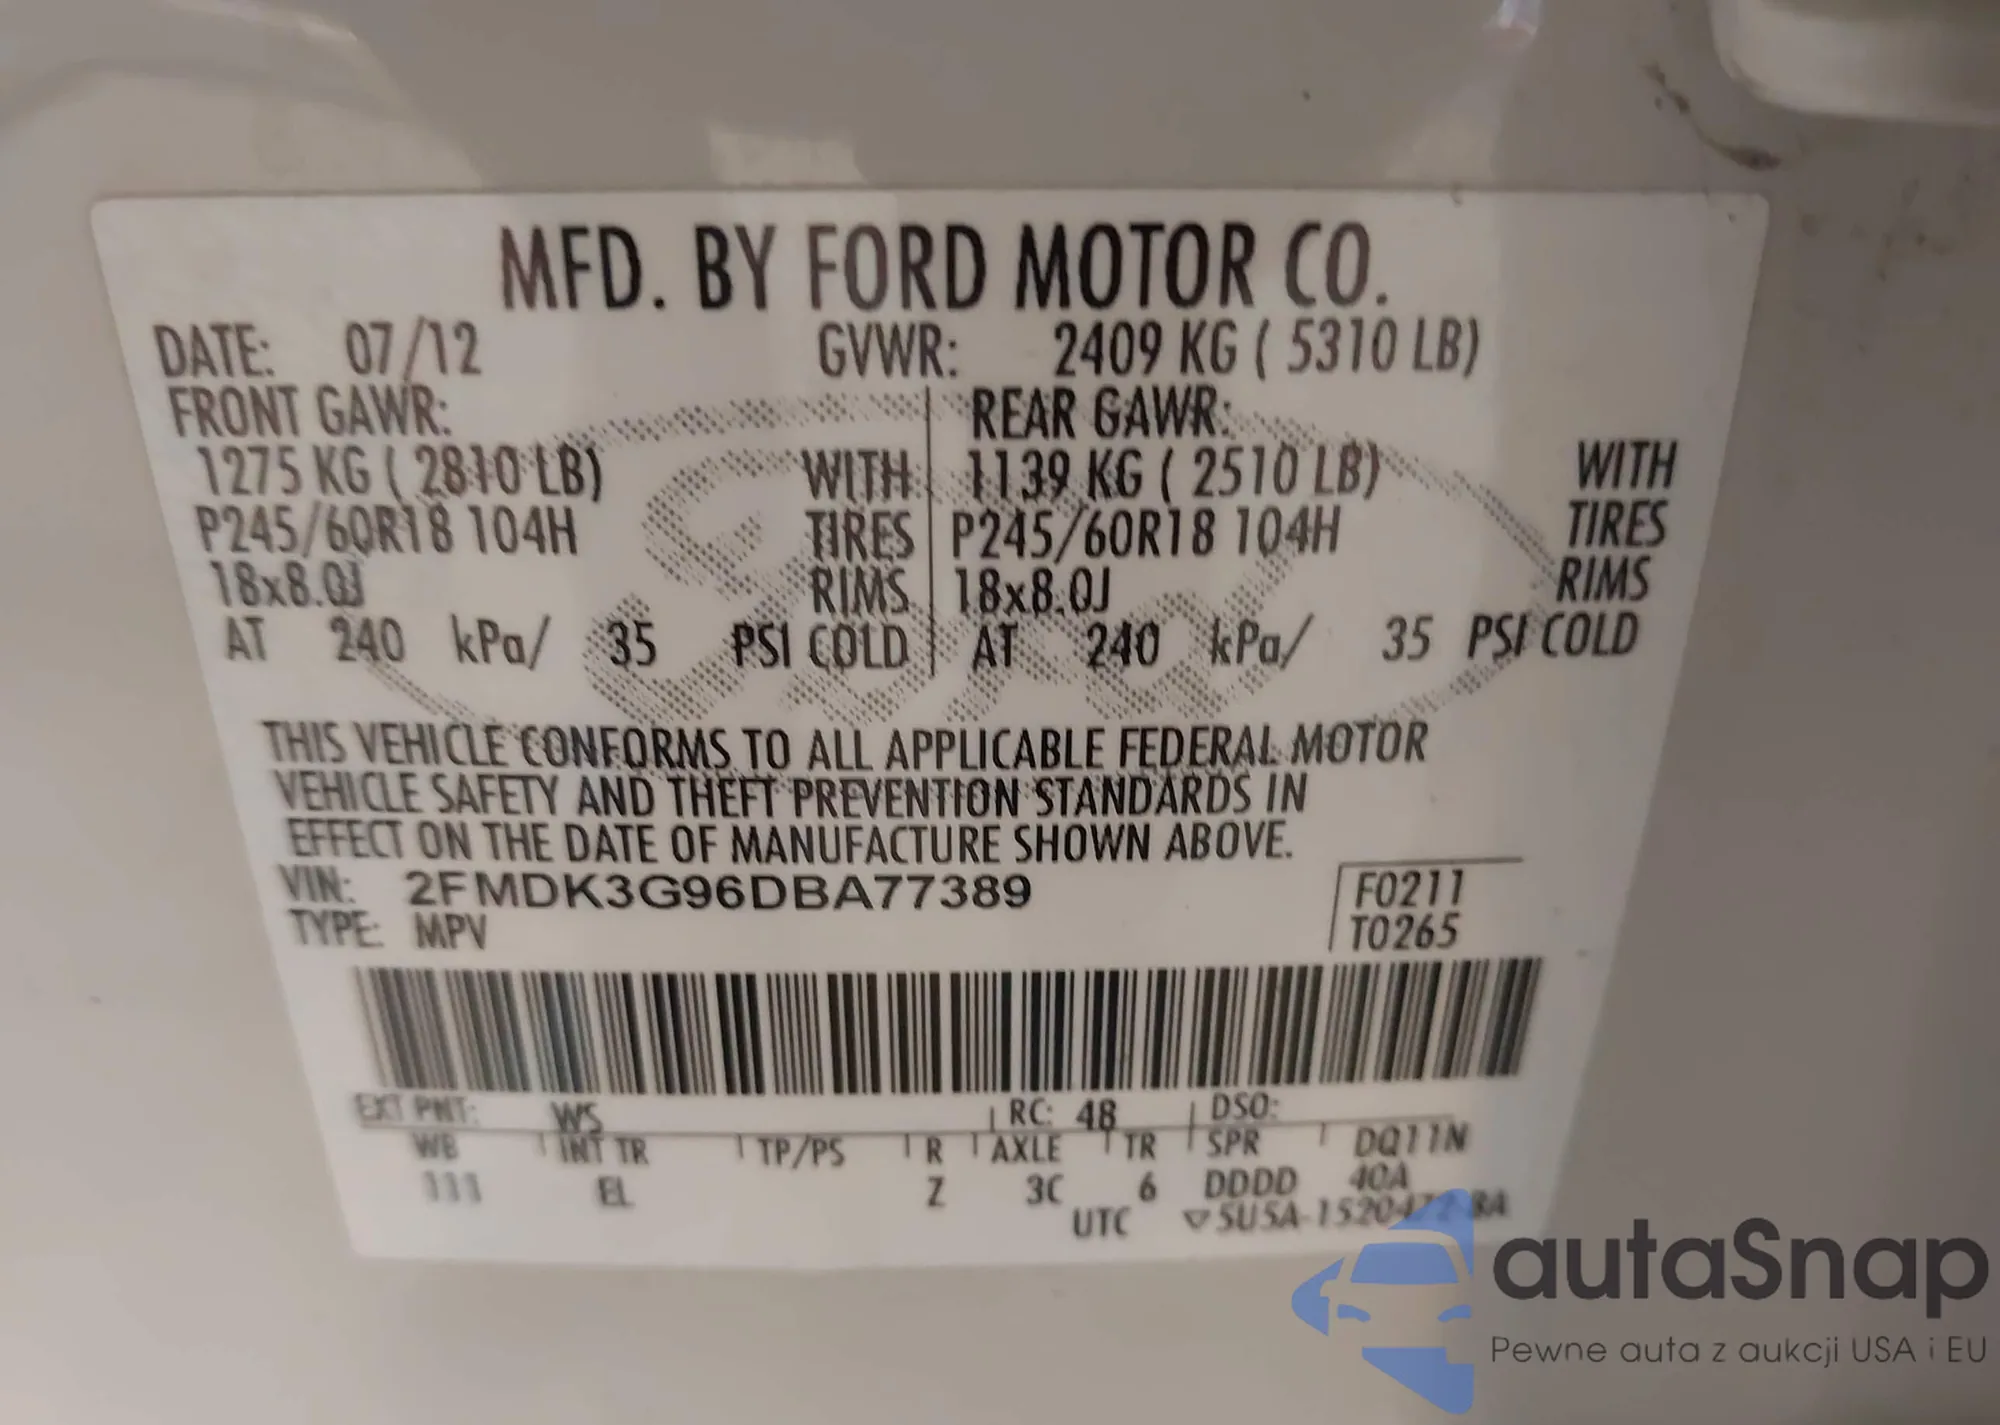 MFD. BY FORD MOTOR CO.
DATE: 07/12 GVWR: 2409 KG ( 5310 LB)
FRONT GAWR: REAR GAWR:
1275 KG ( 2810 LB) WITH 1139 KG ( 2510 LB) WITH
P245/60R18 104H TIRES P245/60R18 104H TIRES
18x8.0J RIMS 18x8.0J RIMS
AT 240 kPa/ 35 PSI COLD AT 240 kPa/ 35 PSI COLD
Ford
THIS VEHICLE CONFORMS TO ALL APPLICABLE FEDERAL MOTOR
VEHICLE SAFETY AND THEFT PREVENTION STANDARDS IN
EFFECT ON THE DATE OF MANUFACTURE SHOWN ABOVE.
VIN: 2FMDK3G96DBA77389 F0211
TYPE: MPV T0265
EXT PNT: WS RC: 48 DSO:
WB INT TR TP/PS R AXLE TR SPR DQ11N
111 EL Z 3C 6 DDDD 40A
UTC ▽5U5A-1520472-BA
autaSnap
Pewne auta z aukcji USA i EU